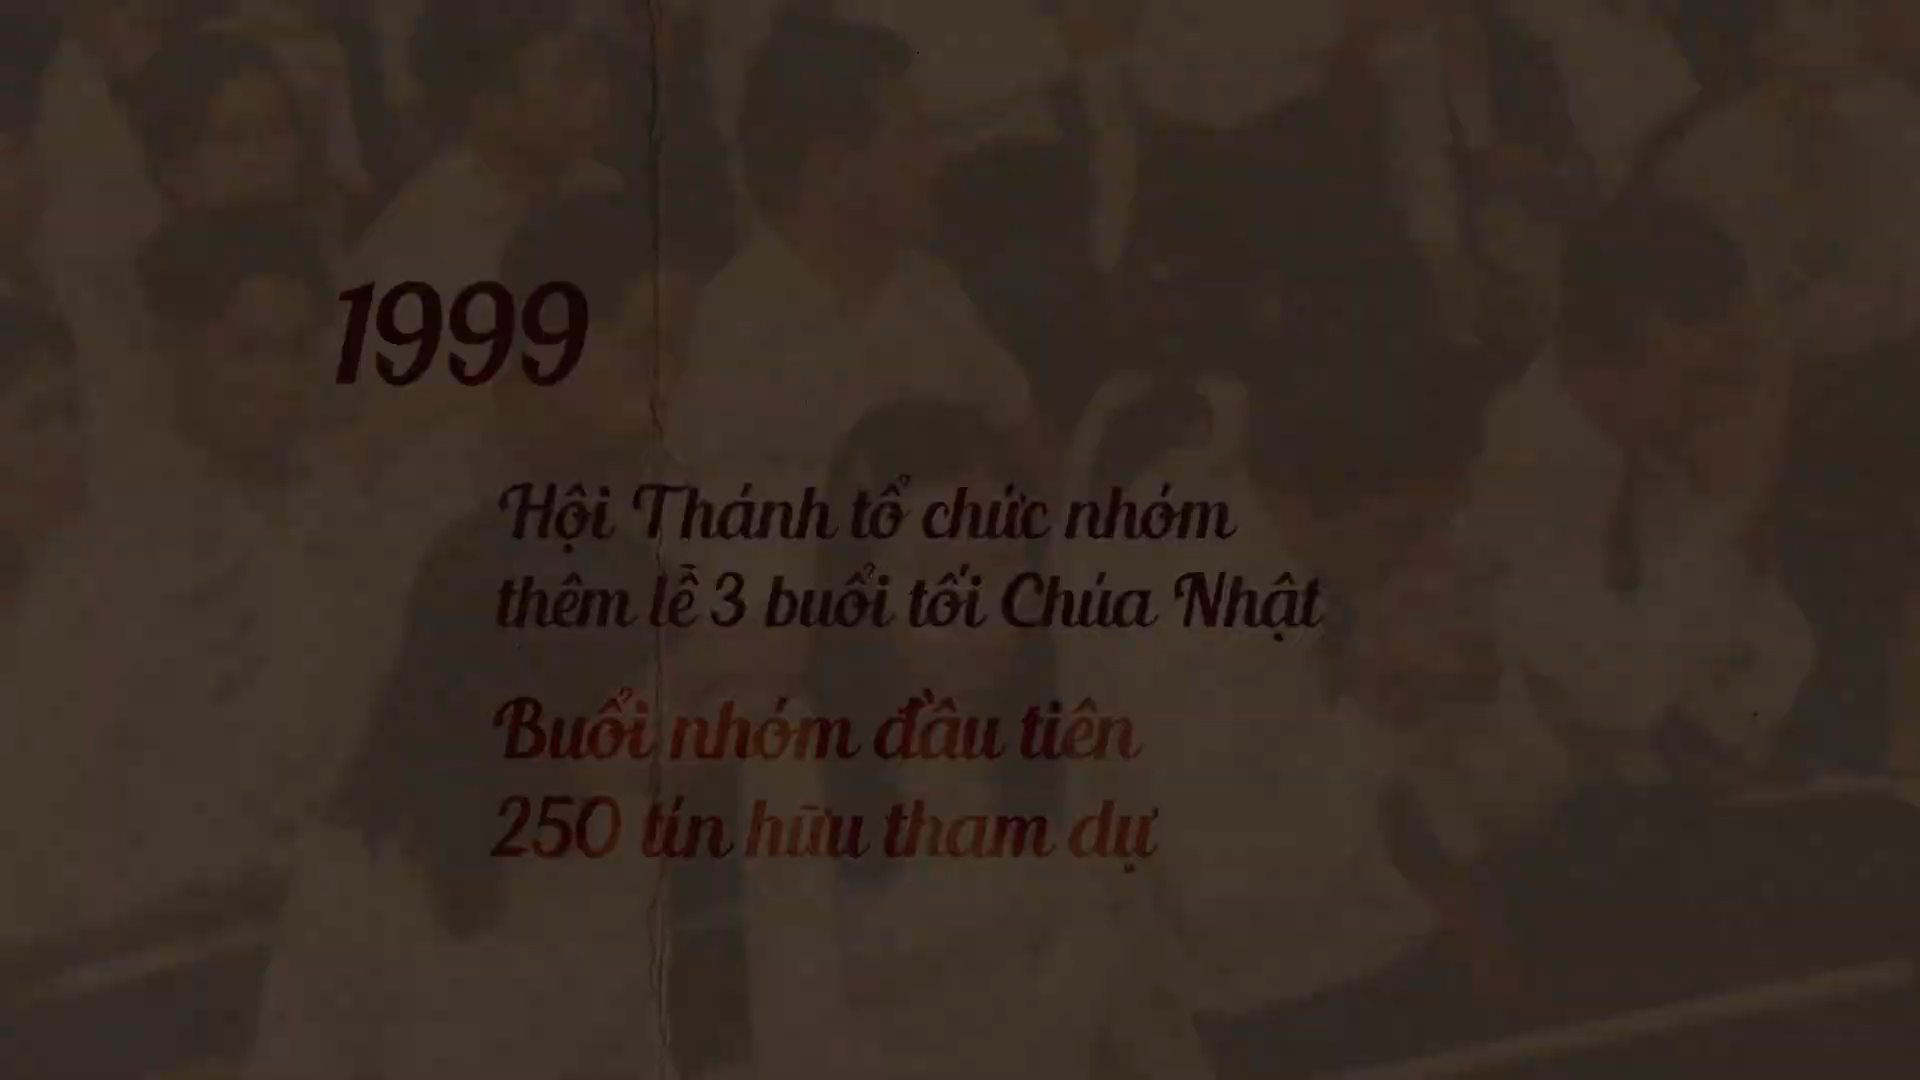 1999
Hội Thánh tổ chức nhóm
thêm lễ 3 buổi tối Chúa Nhật
Buổi nhóm đầu tiên
250 tín hữu tham dự